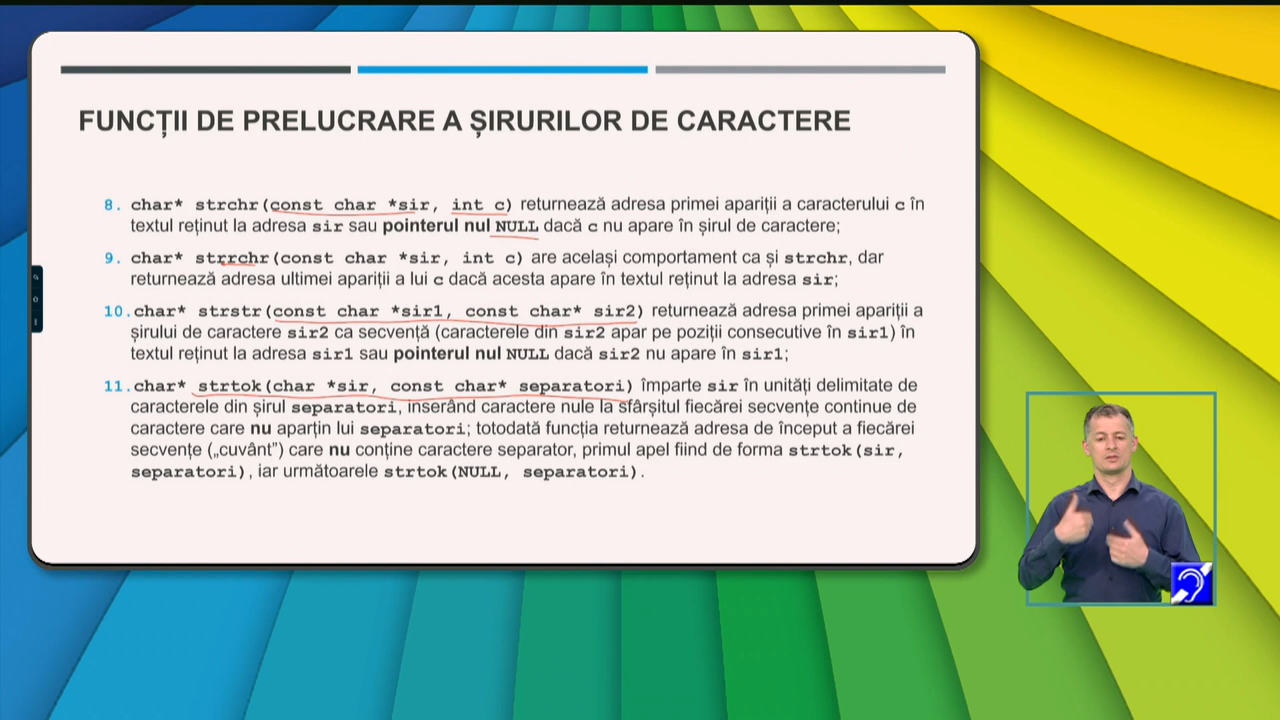 FUNCȚII DE PRELUCRARE A ȘIRURILOR DE CARACTERE
8. char* strchr(const char *sir, int c) returnează adresa primei apariții a caracterului c în
textul reținut la adresa sir sau pointerul nul NULL dacă c nu apare în șirul de caractere;
9. char* strrchr(const char *sir, int c) are același comportament ca și strchr, dar
returnează adresa ultimei apariții a lui c dacă acesta apare în textul reținut la adresa sir;
10. char* strstr(const char *sir1, const char* sir2) returnează adresa primei apariții a
șirului de caractere sir2 ca secvență (caracterele din sir2 apar pe poziții consecutive în sir1) în
textul reținut la adresa sir1 sau pointerul nul NULL dacă sir2 nu apare în sir1;
11. char* strtok(char *sir, const char* separatori) împarte sir în unități delimitate de
caracterele din șirul separatori, inserând caractere nule la sfârșitul fiecărei secvențe continue de
caractere care nu aparțin lui separatori; totodată funcția returnează adresa de început a fiecărei
secvențe („cuvânt”) care nu conține caractere separator, primul apel fiind de forma strtok(sir,
separatori), iar următoarele strtok(NULL, separatori).